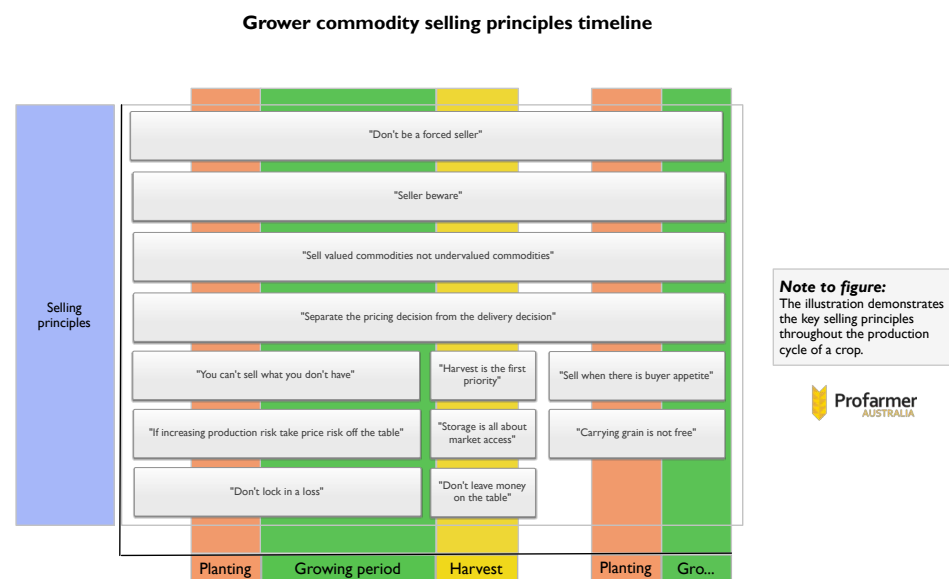 Grower commodity selling principles timeline
"Don't be a forced seller"
"Seller beware"
"Sell valued commodities not undervalued commodities"
"Separate the pricing decision from the delivery decision"
Selling
principles
"You can't sell what you don't have"
"Harvest is the first
priority"
"Sell when there is buyer appetite"
"If increasing production risk take price risk off the table"
"Storage is all about
market access"
"Carrying grain is not free"
"Don't lock in a loss"
"Don't leave money
on the table"
Planting
Growing period
Harvest
Planting
Gro...
Note to figure:
The illustration demonstrates
the key selling principles
throughout the production
cycle of a crop.
Profarmer
AUSTRALIA